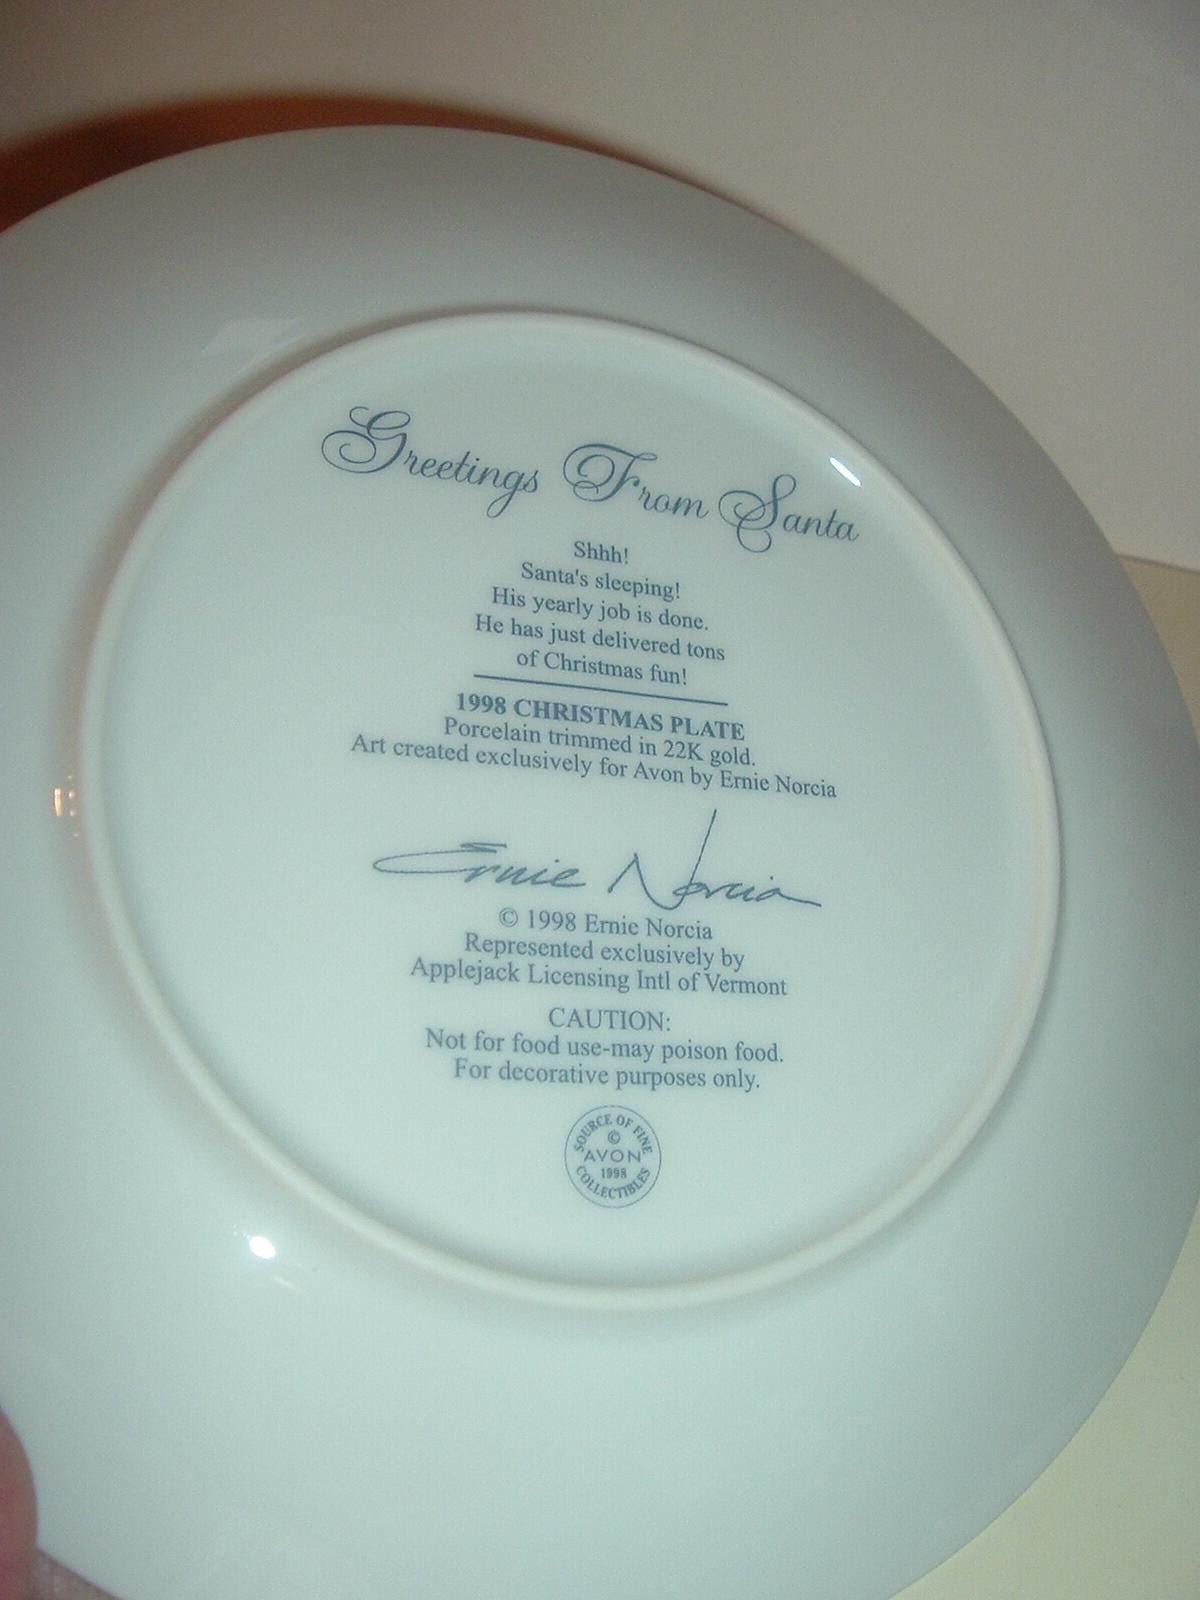 Greetings From Santa
Shhh!
Santa's sleeping!
His yearly job is done.
He has just delivered tons
of Christmas fun!
1998 CHRISTMAS PLATE
Porcelain trimmed in 22K gold.
Art created exclusively for Avon by Ernie Norcia
Ernie Norcia
© 1998 Ernie Norcia
Represented exclusively by
Applejack Licensing Intl of Vermont
CAUTION:
Not for food use-may poison food.
For decorative purposes only.
SOURCE OF FINE
©
AVON
1998
COLLECTIBLES